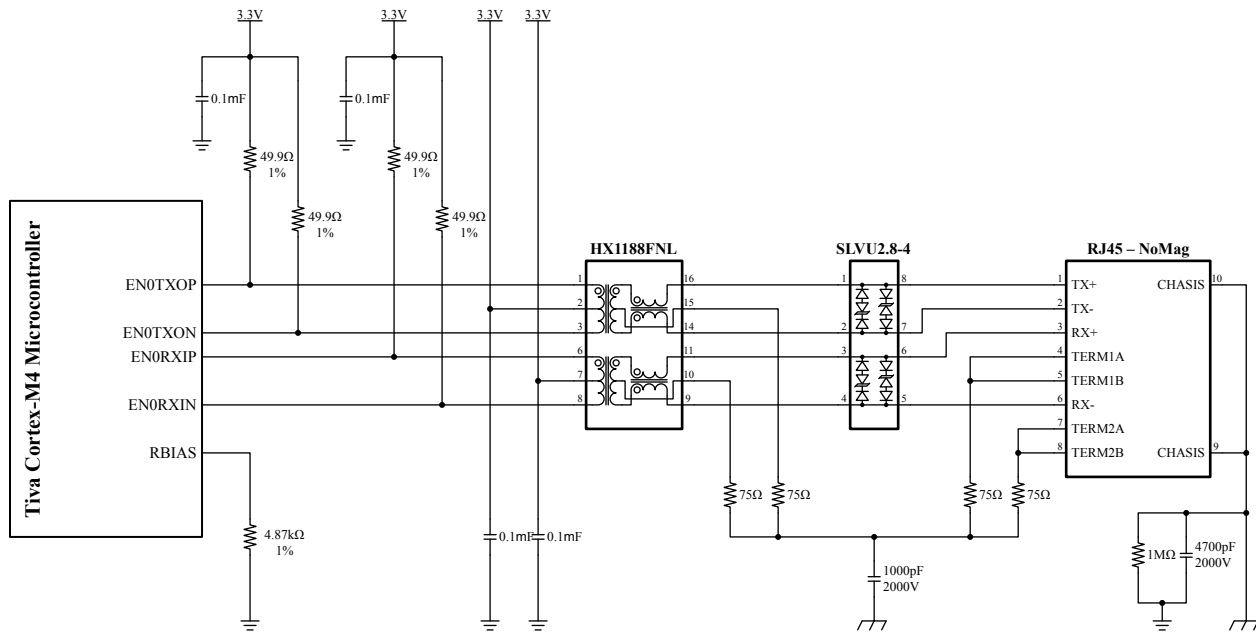 3.3V
3.3V
3.3V
3.3V
0.1mF
0.1mF
49.9Ω
1%
49.9Ω
1%
49.9Ω
1%
49.9Ω
1%
Tiva Cortex-M4 Microcontroller
EN0TXOP
EN0TXON
EN0RXIP
EN0RXIN
RBIAS
4.87kΩ
1%
0.1mF
0.1mF
HX1188FNL
1
2
3
6
7
8
16
15
14
11
10
9
SLVU2.8-4
1
2
3
4
8
7
6
5
RJ45 – NoMag
1
2
3
4
5
6
7
8
TX+
TX-
RX+
TERM1A
TERM1B
RX-
TERM2A
TERM2B
CHASIS
10
CHASIS
9
75Ω
75Ω
75Ω
75Ω
1000pF
2000V
1MΩ
4700pF
2000V